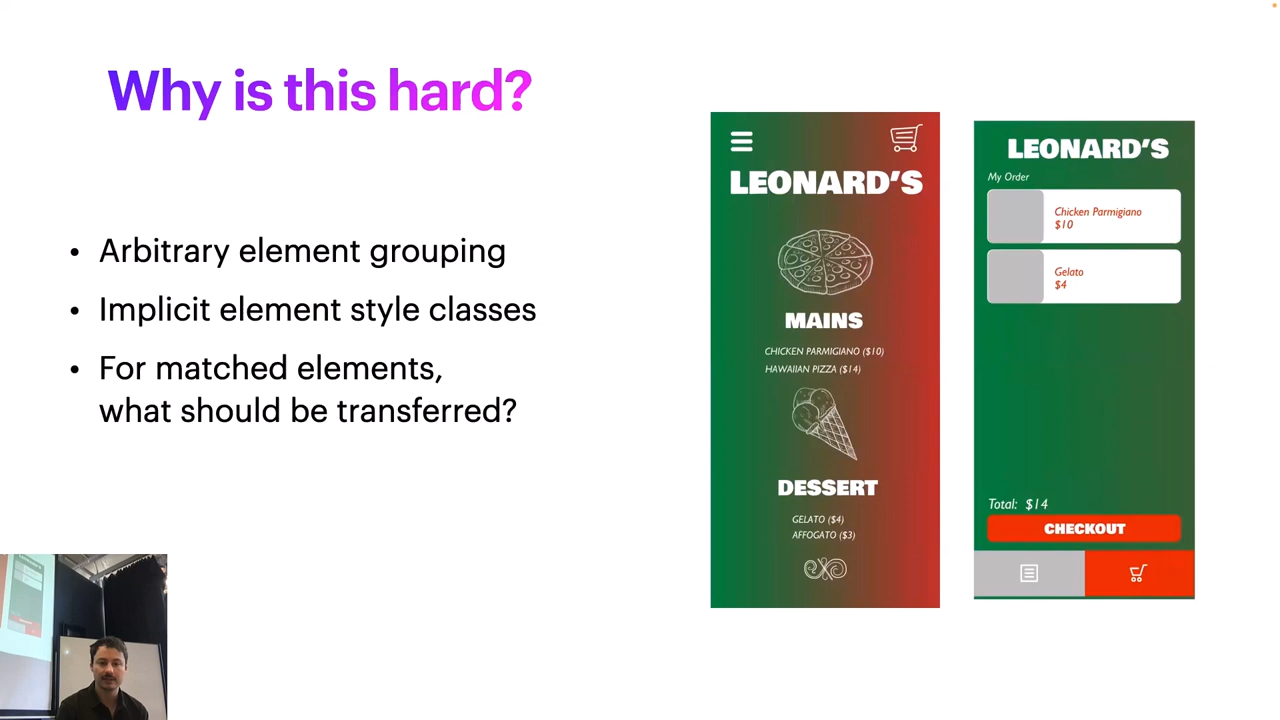 Why is this hard?
• Arbitrary element grouping
• Implicit element style classes
• For matched elements,
what should be transferred?
LEONARD'S
MAINS
CHICKEN PARMIGIANO ($10)
HAWAIIAN PIZZA ($14)
DESSERT
GELATO ($4)
AFFOGATO ($3)
LEONARD'S
My Order
Chicken Parmigiano
$10
Gelato
$4
Total: $14
CHECKOUT